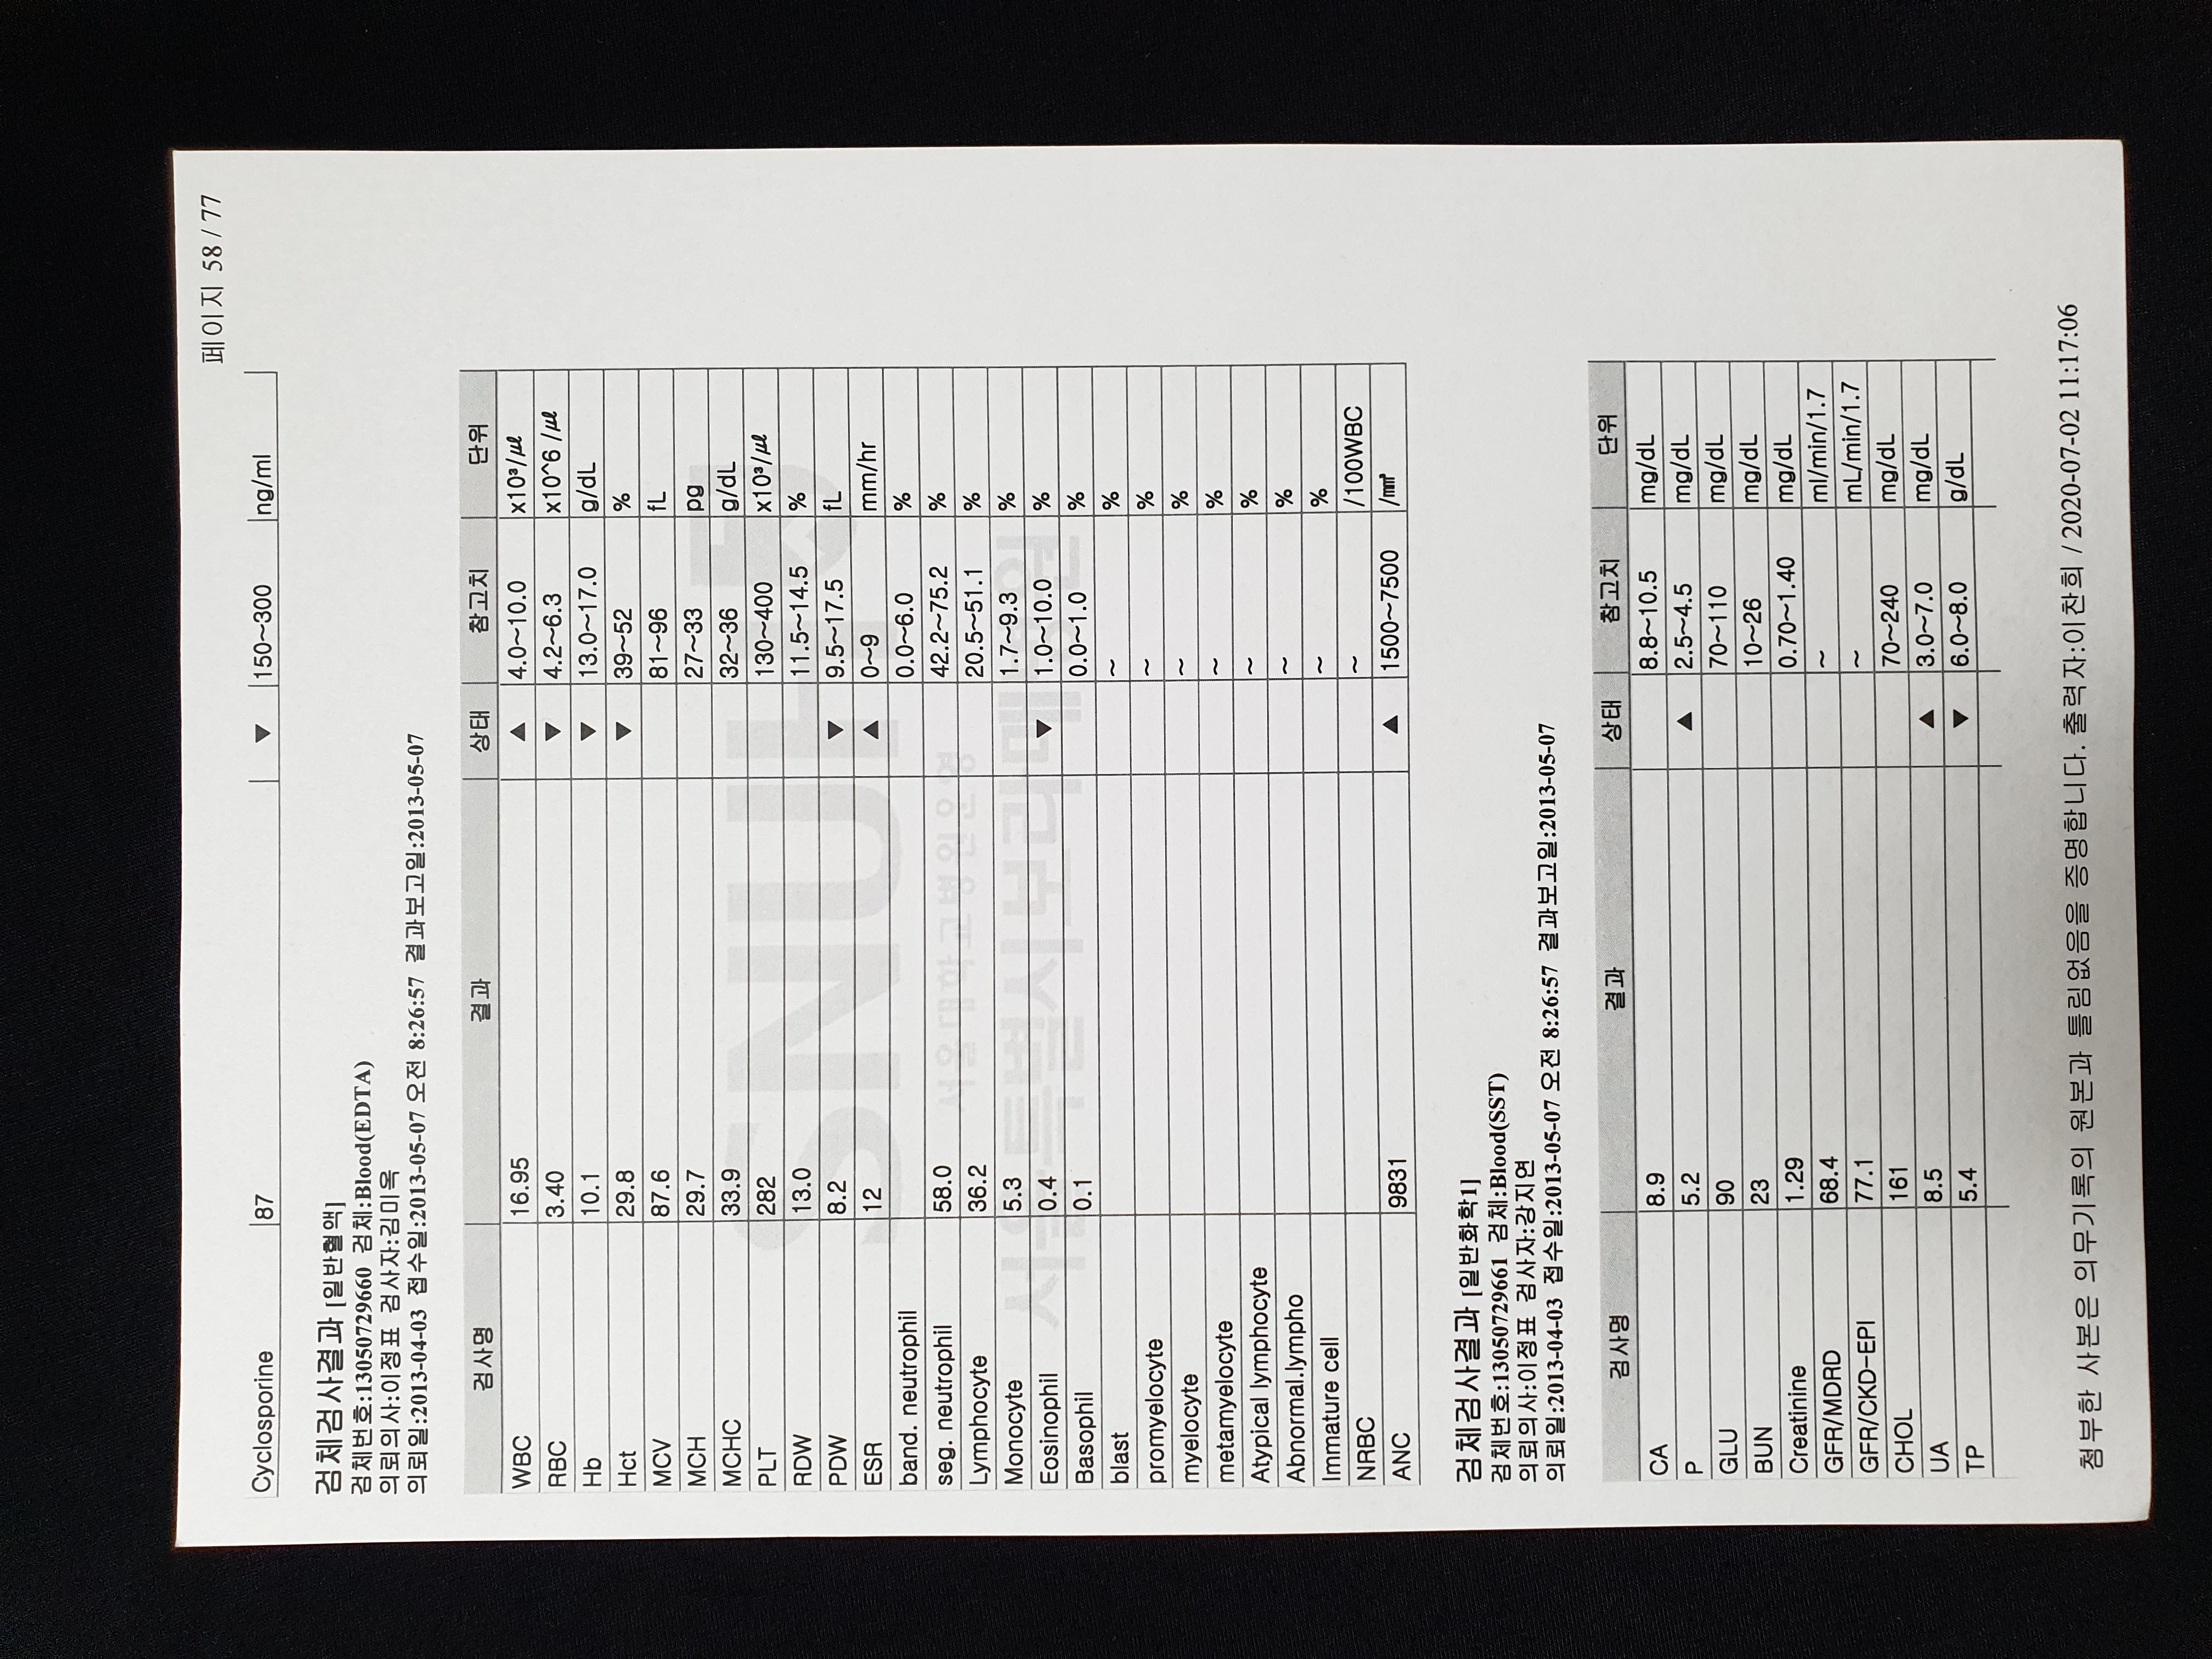 페이지 58 / 77
Cyclosporine 87 ▼ 150~300 ng/ml
검체검사결과 [일반혈액]
검체번호:13050729660 검체:Blood(EDTA)
의뢰의사:이정표 검사자:김미옥
의뢰일:2013-04-03 접수일:2013-05-07 오전 8:26:57 결과보고일:2013-05-07
검사명 결과 상태 참고치 단위
WBC 16.95 ▲ 4.0~10.0 x10³/㎕
RBC 3.40 ▼ 4.2~6.3 x10^6 /㎕
Hb 10.1 ▼ 13.0~17.0 g/dL
Hct 29.8 ▼ 39~52 %
MCV 87.6 81~96 fL
MCH 29.7 27~33 pg
MCHC 33.9 32~36 g/dL
PLT 282 130~400 x10³/㎕
RDW 13.0 11.5~14.5 %
PDW 8.2 ▼ 9.5~17.5 fL
ESR 12 ▲ 0~9 mm/hr
band. neutrophil 0.0~6.0 %
seg. neutrophil 58.0 42.2~75.2 %
Lymphocyte 36.2 20.5~51.1 %
Monocyte 5.3 1.7~9.3 %
Eosinophil 0.4 ▼ 1.0~10.0 %
Basophil 0.1 0.0~1.0 %
blast ~ %
promyelocyte ~ %
myelocyte ~ %
metamyelocyte ~ %
Atypical lymphocyte ~ %
Abnormal.lympho ~ %
Immature cell ~ %
NRBC ~ /100WBC
ANC 9831 ▲ 1500~7500 /㎣
SNUH
서울대학교병원운영
서울특별시보라매병원
검체검사결과 [일반화학1]
검체번호:13050729661 검체:Blood(SST)
의뢰의사:이정표 검사자:강지연
의뢰일:2013-04-03 접수일:2013-05-07 오전 8:26:57 결과보고일:2013-05-07
검사명 결과 상태 참고치 단위
CA 8.9 8.8~10.5 mg/dL
P 5.2 ▲ 2.5~4.5 mg/dL
GLU 90 70~110 mg/dL
BUN 23 10~26 mg/dL
Creatinine 1.29 0.70~1.40 mg/dL
GFR/MDRD 68.4 ~ ml/min/1.7
GFR/CKD-EPI 77.1 ~ mL/min/1.7
CHOL 161 70~240 mg/dL
UA 8.5 ▲ 3.0~7.0 mg/dL
TP 5.4 ▼ 6.0~8.0 g/dL
첨부한 사본은 의무기록의 원본과 틀림없음을 증명합니다. 출력자:이찬희 / 2020-07-02 11:17:06